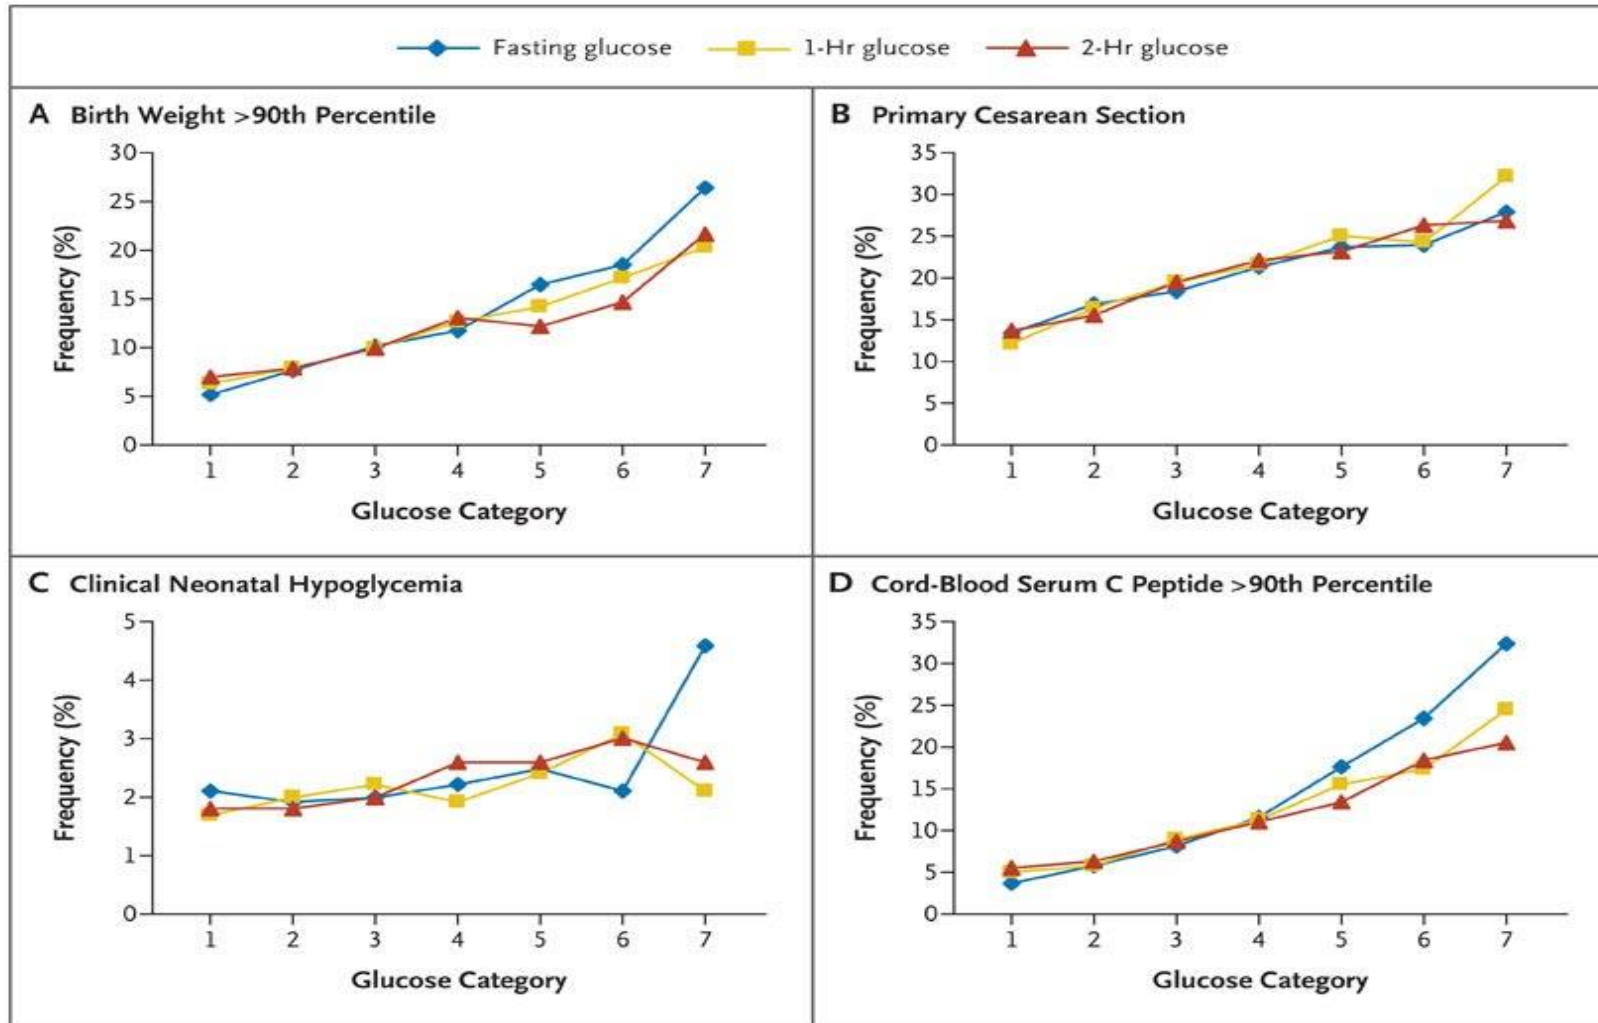 Fasting glucose 1-Hr glucose 2-Hr glucose
A Birth Weight >90th Percentile
30
25
20
15
10
5
0
Frequency (%)
1 2 3 4 5 6 7
Glucose Category
B Primary Cesarean Section
35
30
25
20
15
10
5
0
Frequency (%)
1 2 3 4 5 6 7
Glucose Category
C Clinical Neonatal Hypoglycemia
5
4
3
2
1
0
Frequency (%)
1 2 3 4 5 6 7
Glucose Category
D Cord-Blood Serum C Peptide >90th Percentile
35
30
25
20
15
10
5
0
Frequency (%)
1 2 3 4 5 6 7
Glucose Category